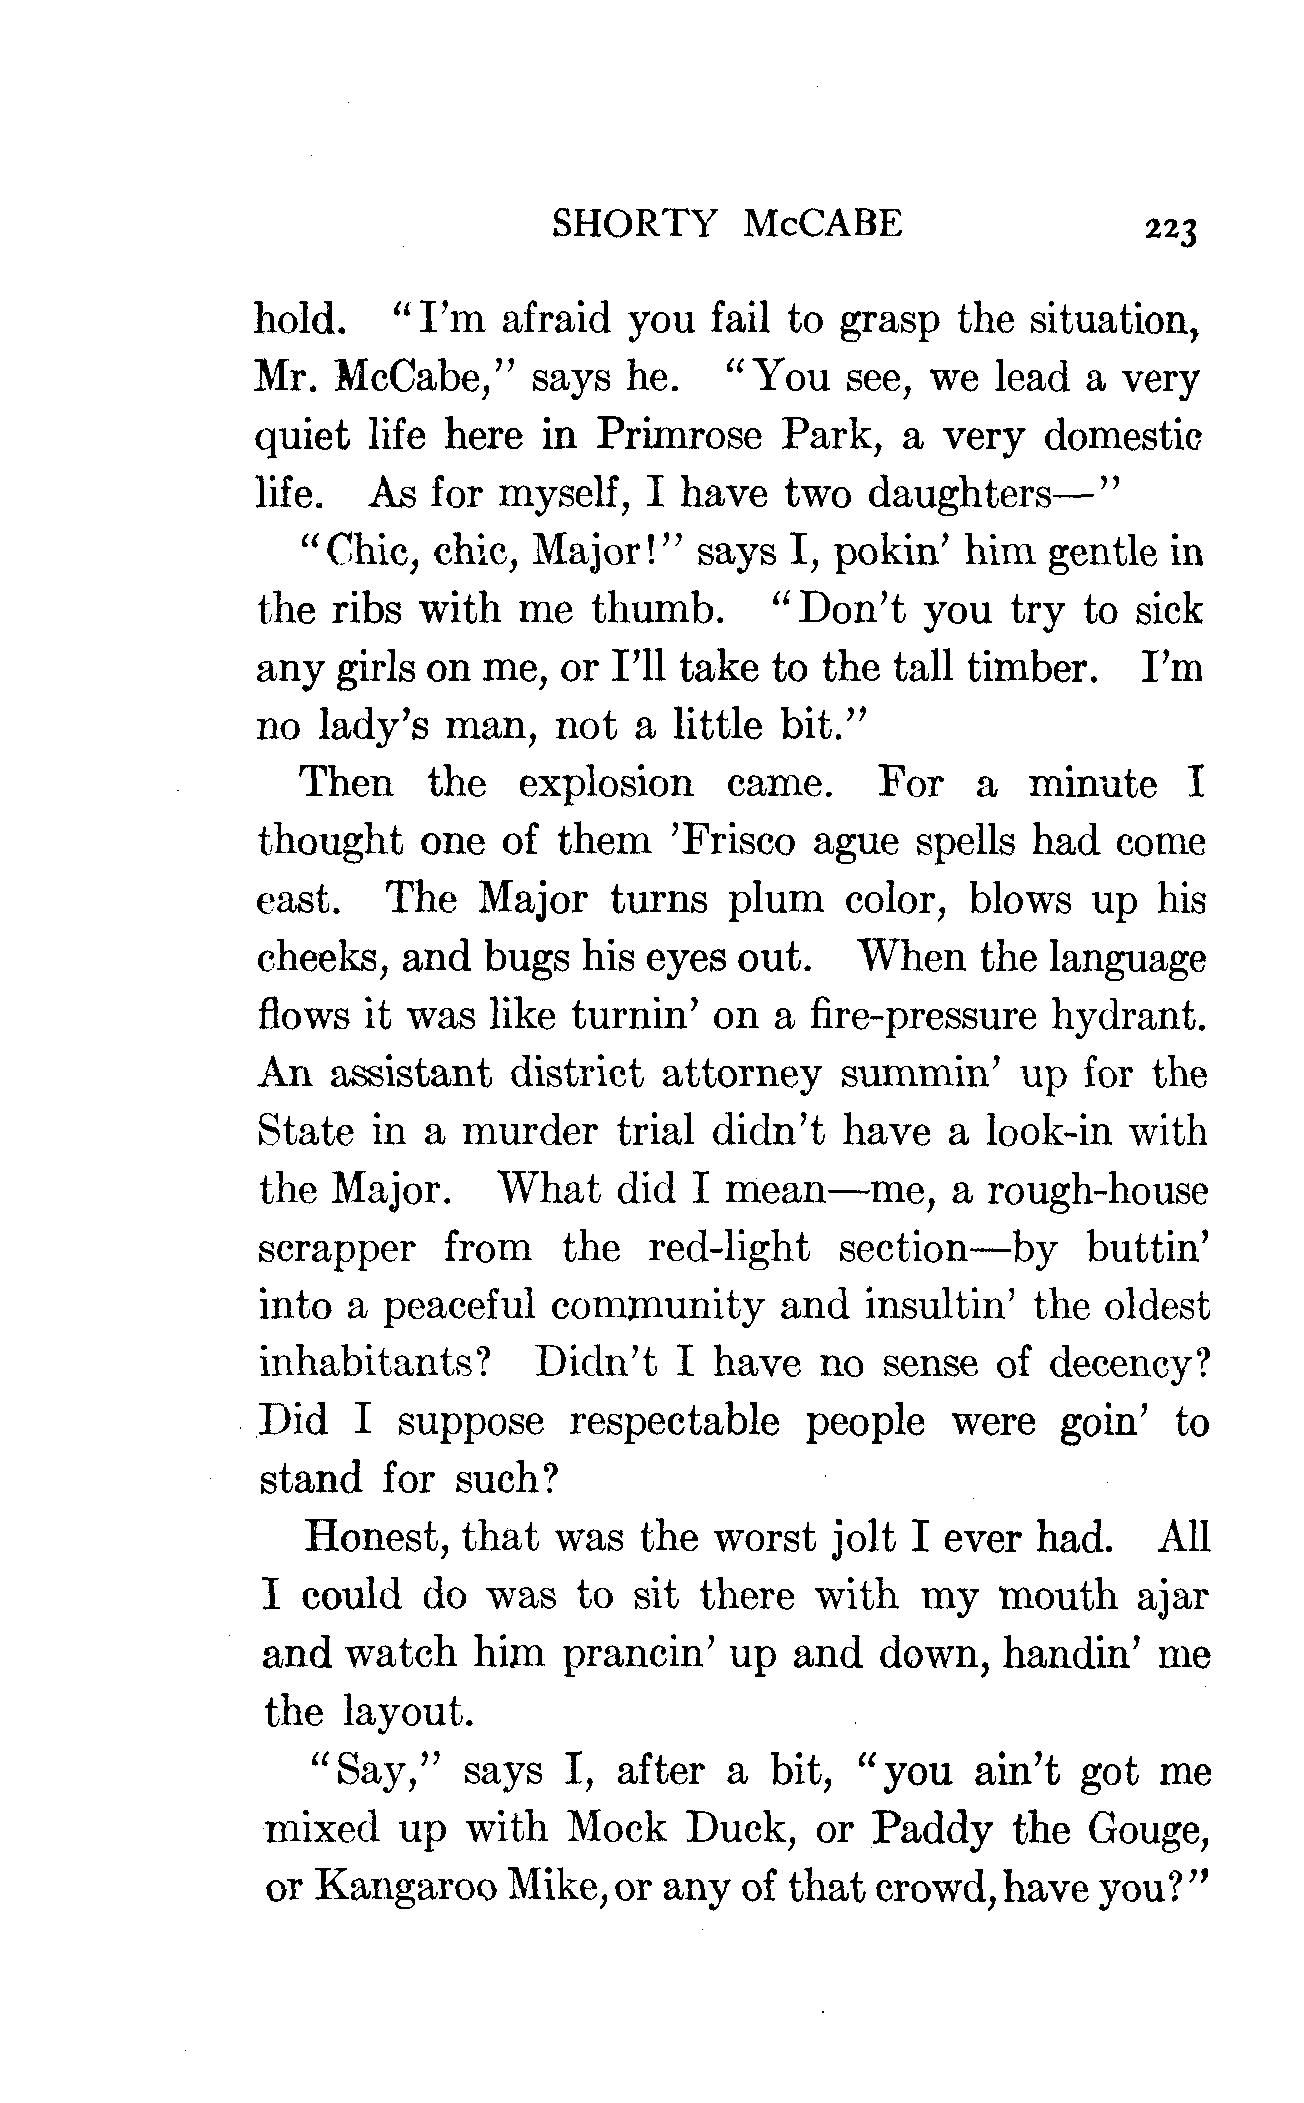 SHORTY McCABE 223
hold. "I'm afraid you fail to grasp the situation,
Mr. McCabe," says he. "You see, we lead a very
quiet life here in Primrose Park, a very domestic
life. As for myself, I have two daughters—"
"Chic, chic, Major!" says I, pokin' him gentle in
the ribs with me thumb. "Don't you try to sick
any girls on me, or I'll take to the tall timber. I'm
no lady's man, not a little bit."
Then the explosion came. For a minute I
thought one of them 'Frisco ague spells had come
east. The Major turns plum color, blows up his
cheeks, and bugs his eyes out. When the language
flows it was like turnin' on a fire-pressure hydrant.
An assistant district attorney summin' up for the
State in a murder trial didn't have a look-in with
the Major. What did I mean—me, a rough-house
scrapper from the red-light section—by buttin'
into a peaceful community and insultin' the oldest
inhabitants? Didn't I have no sense of decency?
Did I suppose respectable people were goin' to
stand for such?
Honest, that was the worst jolt I ever had. All
I could do was to sit there with my mouth ajar
and watch him prancin' up and down, handin' me
the layout.
"Say," says I, after a bit, "you ain't got me
mixed up with Mock Duck, or Paddy the Gouge,
or Kangaroo Mike, or any of that crowd, have you?"